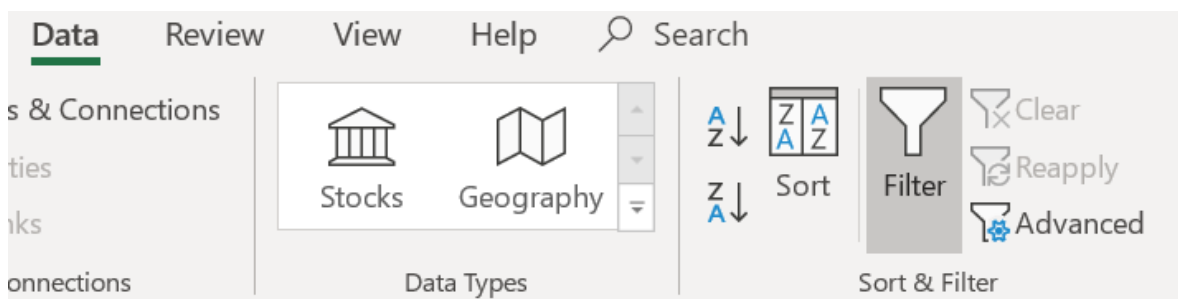 Data Review View Help Search
s & Connections
ties
nks
onnections
Stocks Geography
Data Types
A
Z
Z
A
Z A
A Z
Sort
Filter
Clear
Reapply
Advanced
Sort & Filter